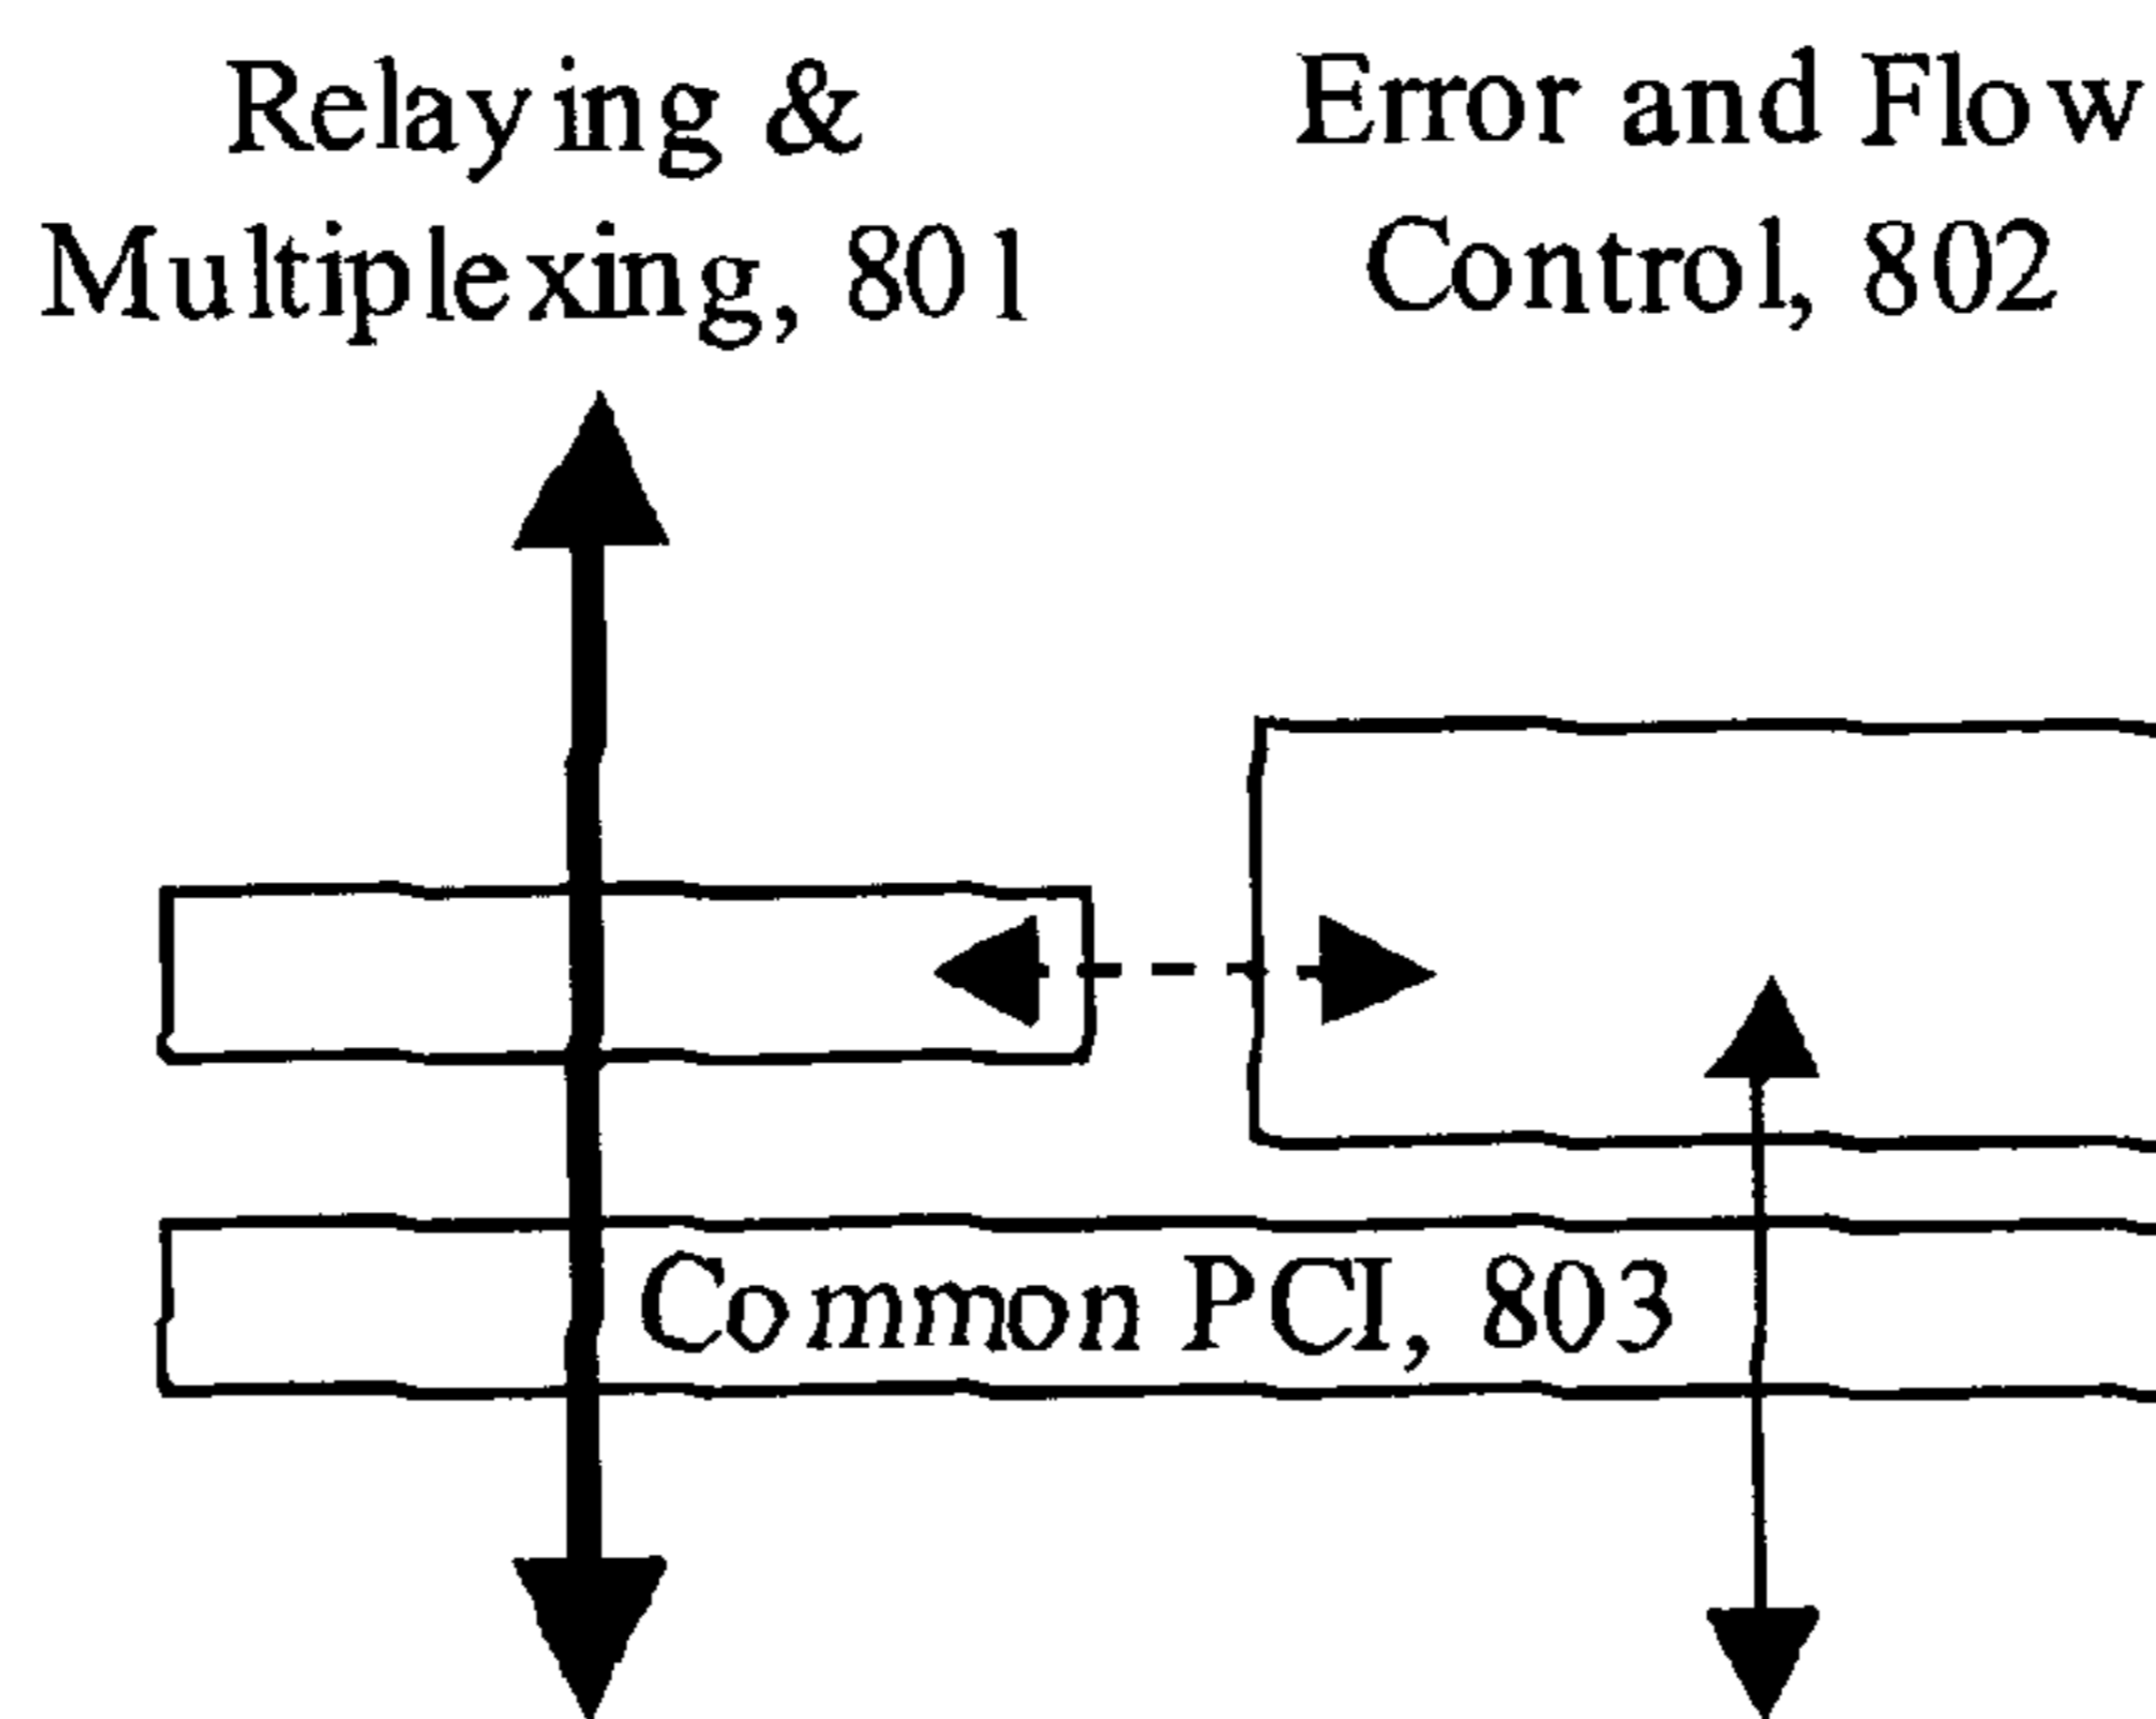 Relaying &
Multiplexing, 801
Error and Flow
Control, 802
Common PCI, 803